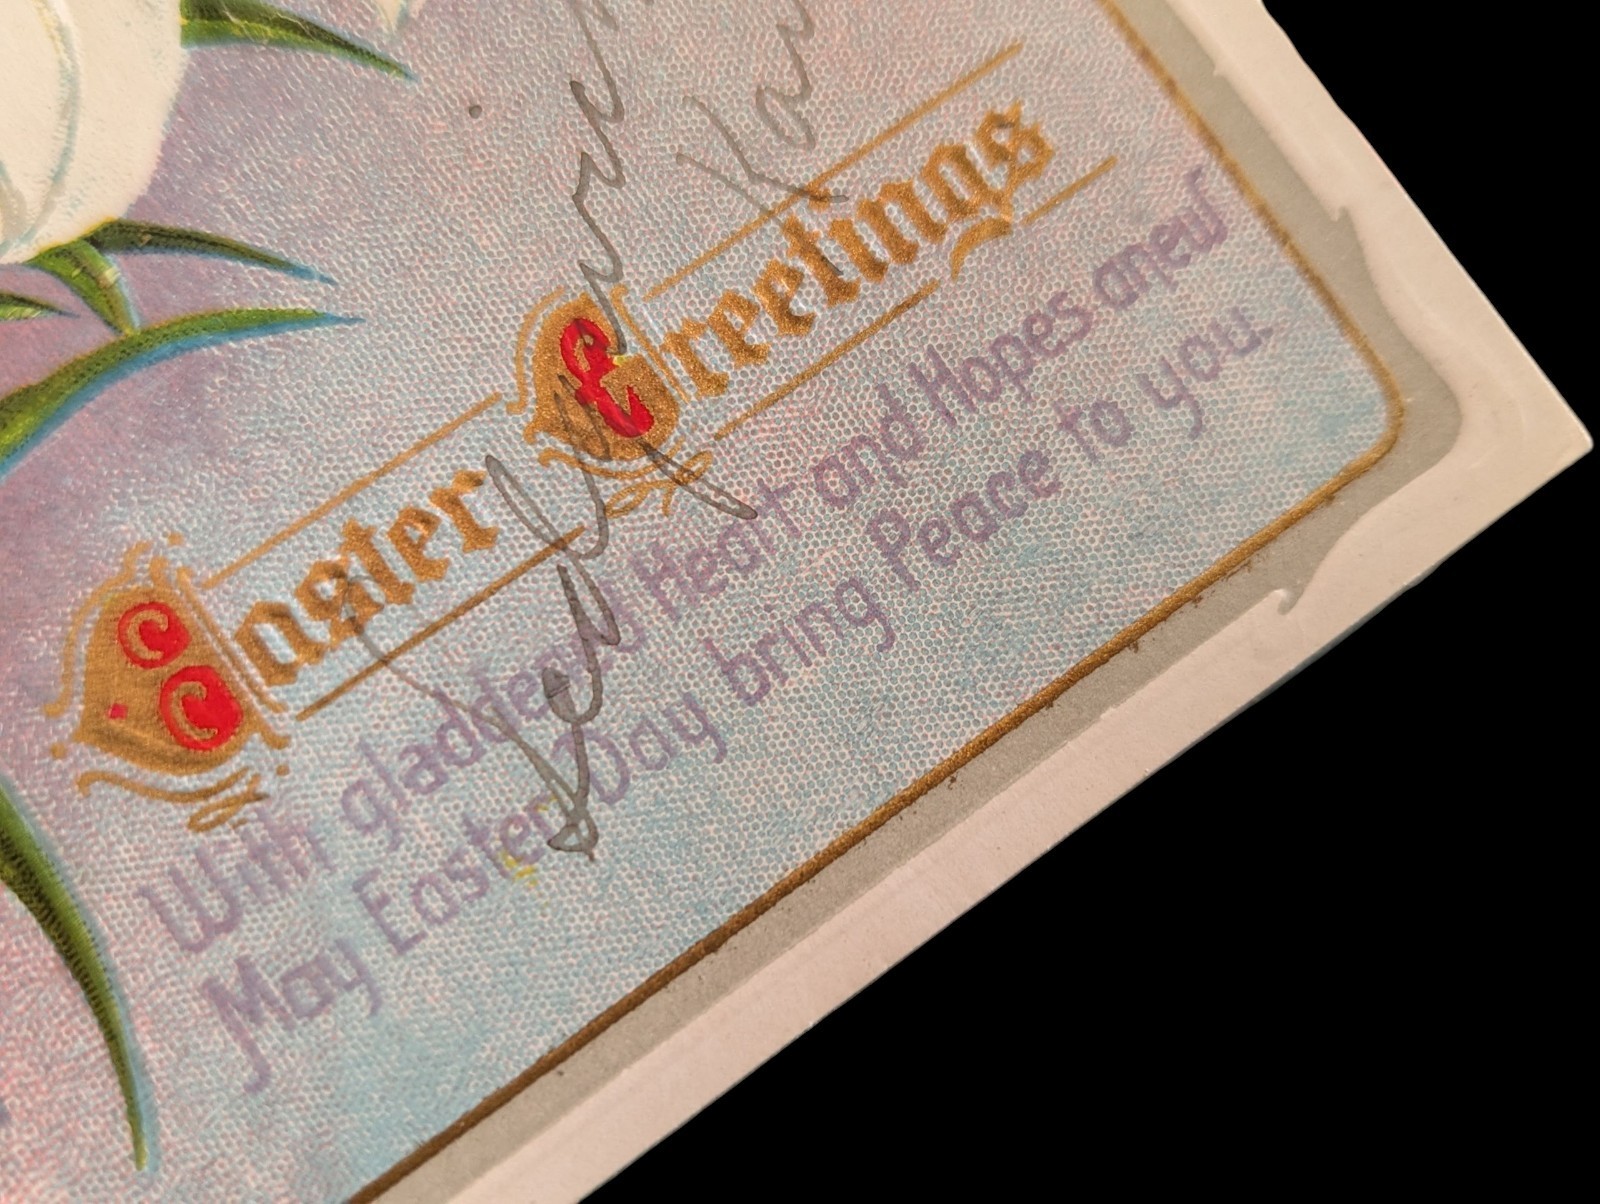 Easter Greetings
With gladdened Heart and Hopes anew
May Easter Day bring Peace to you.